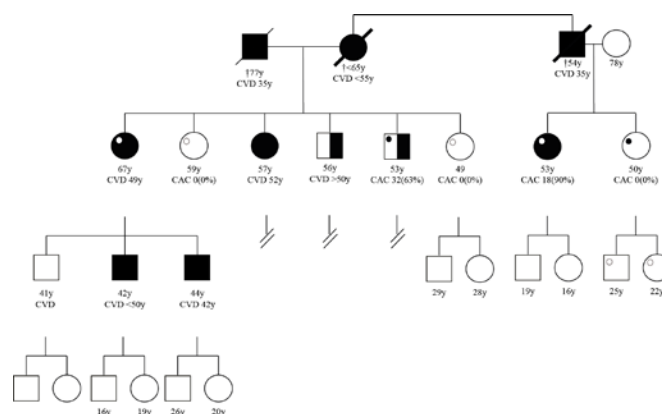 †77y
CVD 35y
†<65y
CVD <55y
†54y
CVD 35y
78y
67y
CVD 49y
59y
CAC 0(0%)
57y
CVD 52y
56y
CVD >50y
53y
CAC 32(63%)
49
CAC 0(0%)
53y
CAC 18(90%)
50y
CAC 0(0%)
41y
CVD
42y
CVD <50y
44y
CVD 42y
29y
28y
19y
16y
25y
22y
16y
19y
26y
20y